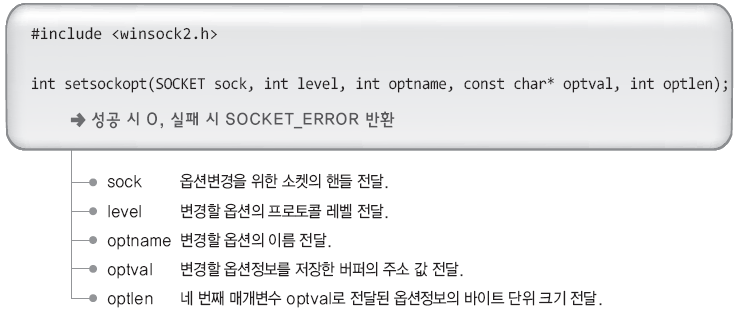 #include <winsock2.h>
int setsockopt(SOCKET sock, int level, int optname, const char* optval, int optlen);
➔ 성공 시 0, 실패 시 SOCKET_ERROR 반환
sock 옵션변경을 위한 소켓의 핸들 전달.
level 변경할 옵션의 프로토콜 레벨 전달.
optname 변경할 옵션의 이름 전달.
optval 변경할 옵션정보를 저장한 버퍼의 주소 값 전달.
optlen 네 번째 매개변수 optval로 전달된 옵션정보의 바이트 단위 크기 전달.